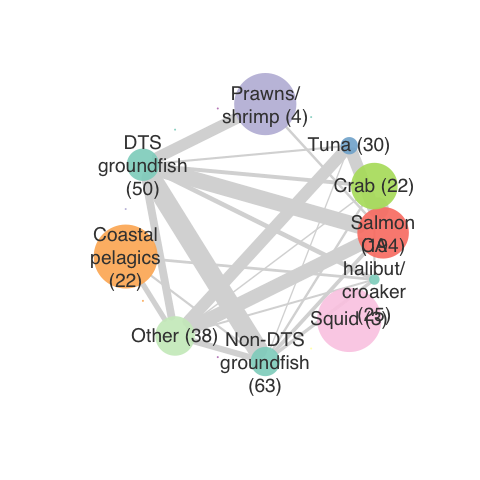 Prawns/
shrimp (4)
Tuna (30)
DTS
groundfish
(50)
Crab (22)
Salmon
CA
halibut/
croaker
(25)
Coastal
pelagics
(22)
Squid (3)
Other (38)
Non-DTS
groundfish
(63)